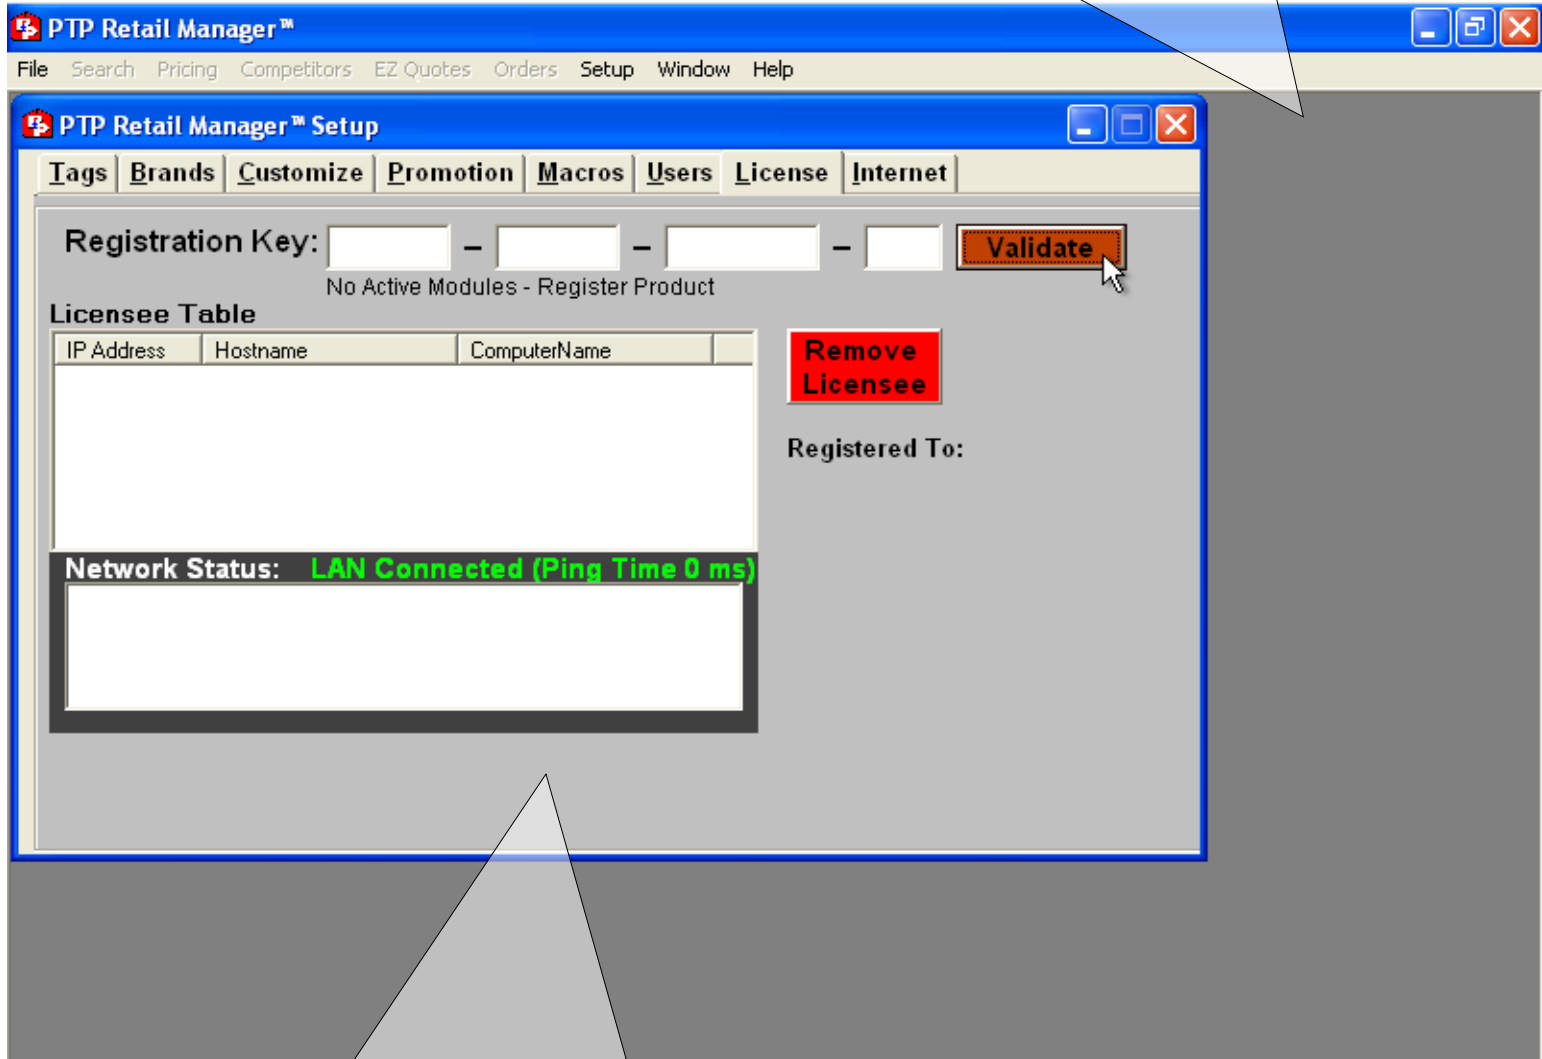 PTP Retail Manager™
File Search Pricing Competitors EZ Quotes Orders Setup Window Help
PTP Retail Manager™ Setup
Tags Brands Customize Promotion Macros Users License Internet
Registration Key: – – – Validate
No Active Modules - Register Product
Licensee Table
IP Address Hostname ComputerName
Remove
Licensee
Registered To:
Network Status: LAN Connected (Ping Time 0 ms)